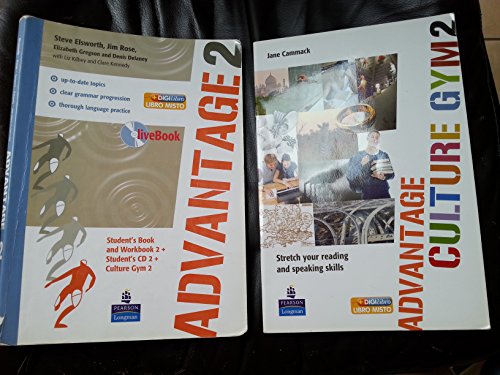 Steve Elsworth, Jim Rose,
Elizabeth Gregson and Denis Delaney
with Liz Kilbey and Clare Kennedy
up-to-date topics
clear grammar progression
thorough language practice
+DIGIlibro
LIBRO MISTO
liveBook
ADVANTAGE 2
Student's Book
and Workbook 2 +
Student's CD 2 +
Culture Gym 2
PEARSON
Longman
ADVANTAGE
Jane Cammack
ADVANTAGE
CULTURE GYM 2
Stretch your reading
and speaking skills
PEARSON
Longman
+DIGIlibro
LIBRO MISTO